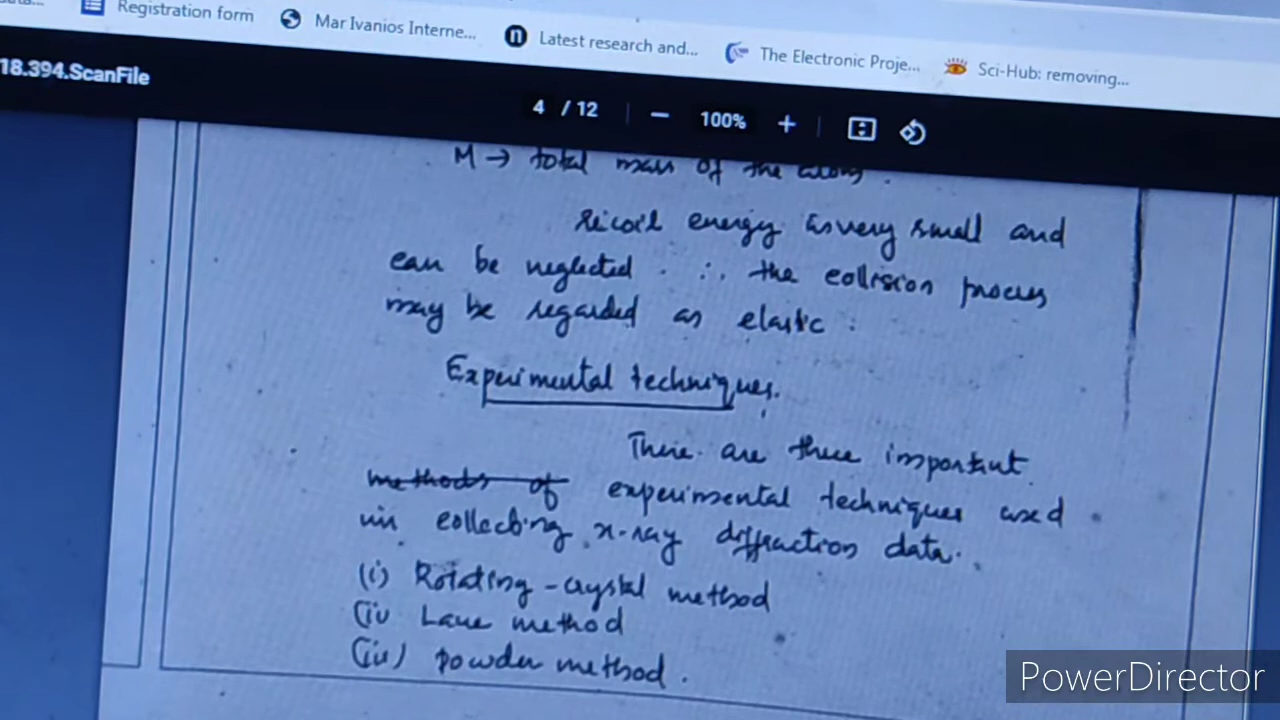 Registration form
Mar Ivanios Interne...
Latest research and...
The Electronic Proje...
Sci-Hub: removing...
18.394.ScanFile
4 / 12
100%
M → total mass of the atom.
Recoil energy is very small and
can be neglected. ∴ the collision process
may be regarded as elastic.
Experimental techniques.
There are three important
methods of experimental techniques used
in collecting x-ray diffraction data.
(i) Rotating-crystal method
(ii) Laue method
(iii) powder method.
PowerDirector